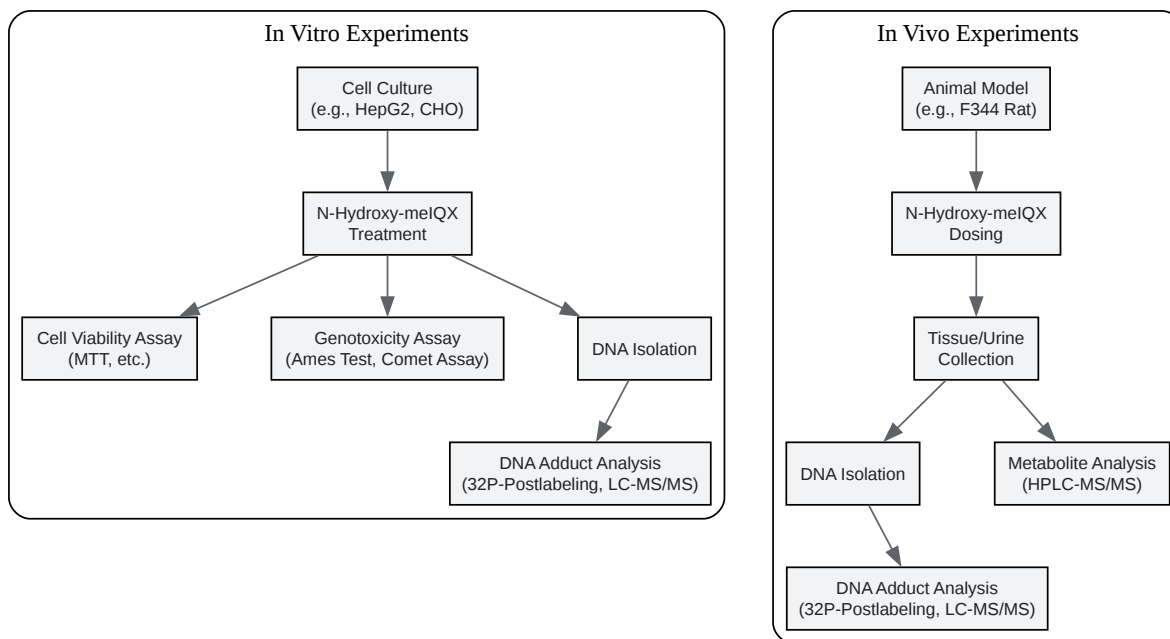 In Vitro Experiments
Cell Culture
(e.g., HepG2, CHO)
N-Hydroxy-meIQX
Treatment
Cell Viability Assay
(MTT, etc.)
Genotoxicity Assay
(Ames Test, Comet Assay)
DNA Isolation
DNA Adduct Analysis
(32P-Postlabeling, LC-MS/MS)
In Vivo Experiments
Animal Model
(e.g., F344 Rat)
N-Hydroxy-meIQX
Dosing
Tissue/Urine
Collection
DNA Isolation
Metabolite Analysis
(HPLC-MS/MS)
DNA Adduct Analysis
(32P-Postlabeling, LC-MS/MS)